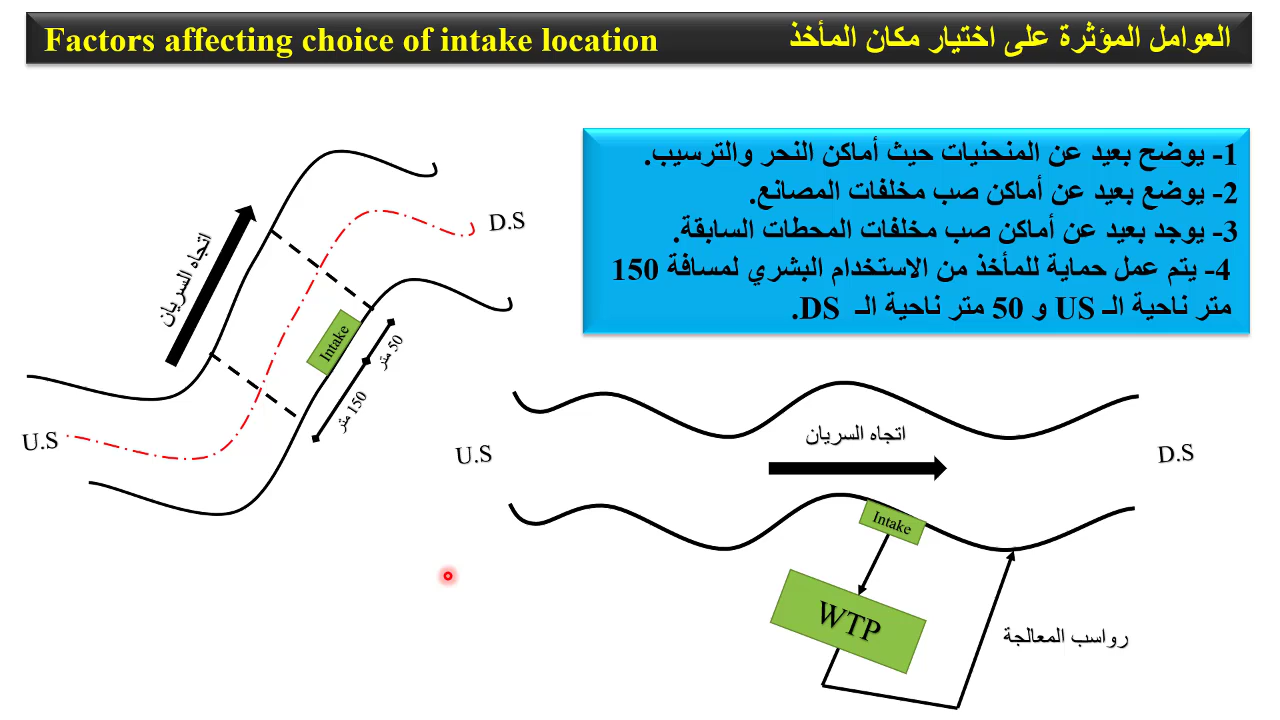 Factors affecting choice of intake location
العوامل المؤثرة على اختيار مكان المأخذ
1- يوضح بعيد عن المنحنيات حيث أماكن النحر والترسيب.
2- يوضع بعيد عن أماكن صب مخلفات المصانع.
3- يوجد بعيد عن أماكن صب مخلفات المحطات السابقة.
4- يتم عمل حماية للمأخذ من الاستخدام البشري لمسافة 150
متر ناحية الـ US و 50 متر ناحية الـ DS.
D.S
اتجاه السريان
Intake
50 متر
150 متر
U.S
اتجاه السريان
U.S
D.S
Intake
WTP
رواسب المعالجة